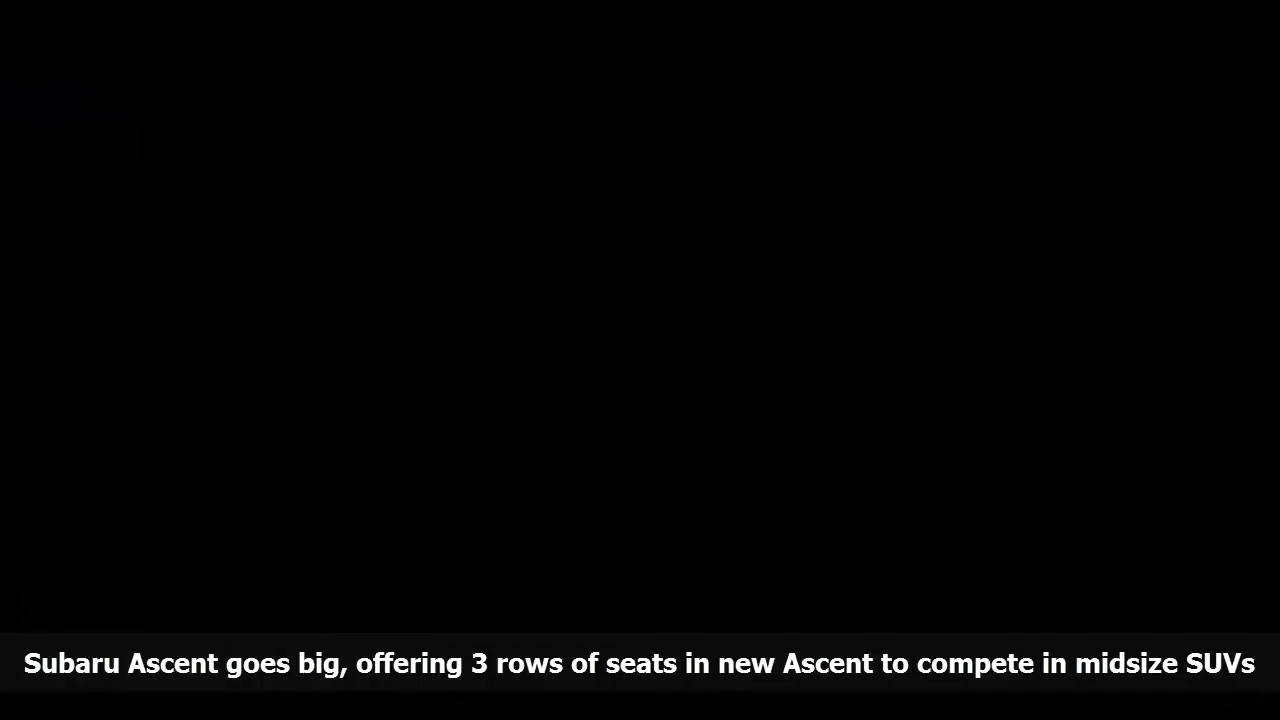 Subaru Ascent goes big, offering 3 rows of seats in new Ascent to compete in midsize SUVs